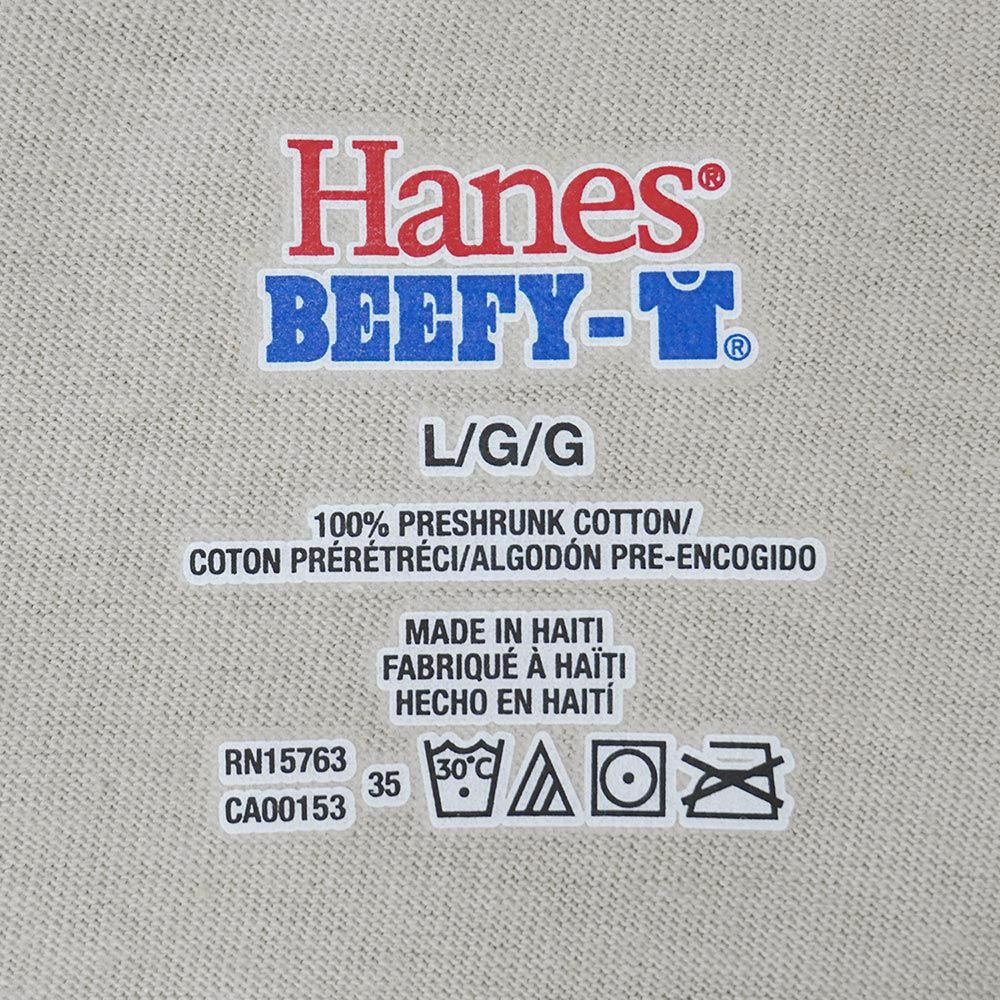 Hanes®
BEEFY-T®
L/G/G
100% PRESHRUNK COTTON/
COTON PRÉRÉTRÉCI/ALGODÓN PRE-ENCOGIDO
MADE IN HAITI
FABRIQUÉ À HAÏTI
HECHO EN HAITÍ
RN15763
CA00153
35
30°C